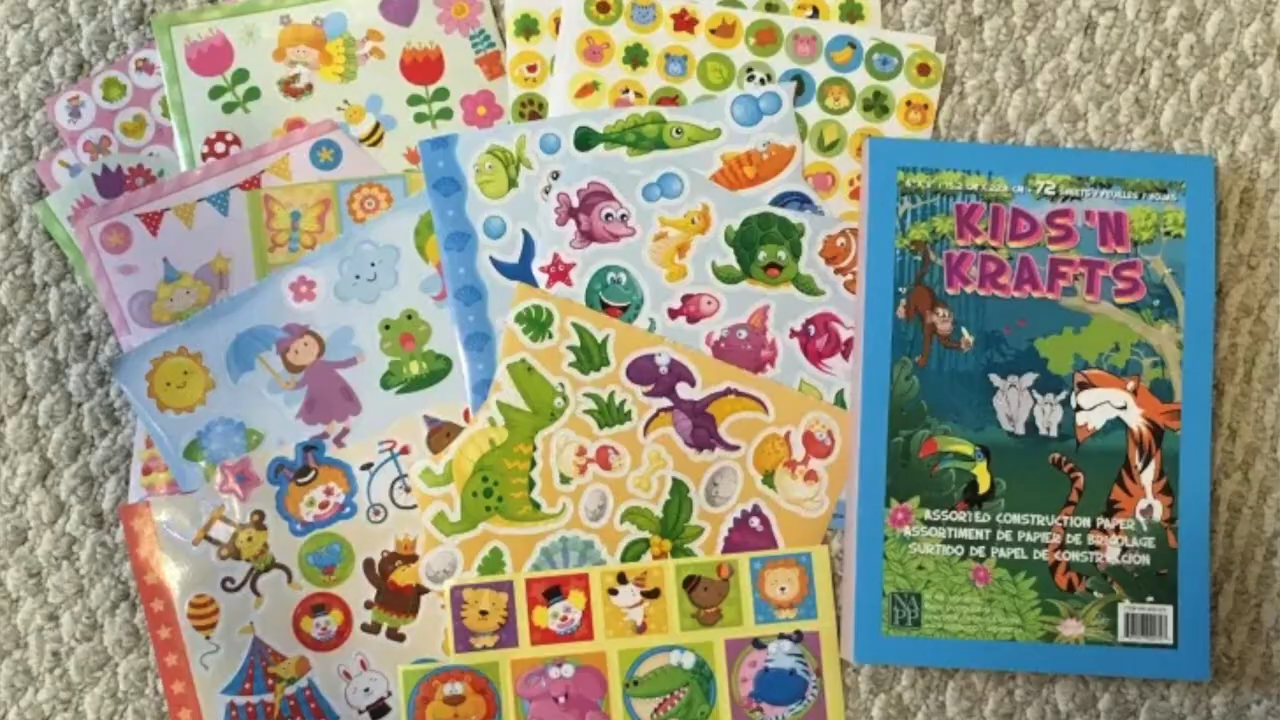 72
KIDS 'N
KRAFTS
ASSORTED CONSTRUCTION PAPER
ASSORTIMENT DE PAPIER DE BRICOLAGE
SURTIDO DE PAPEL DE CONSTRUCCIÓN